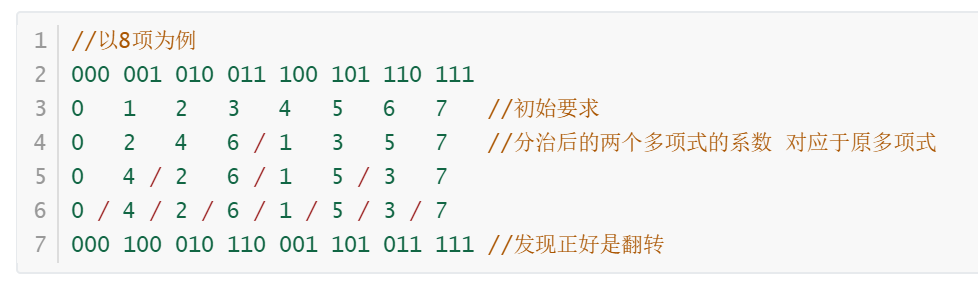 1 //以8项为例
2 000 001 010 011 100 101 110 111
3 0 1 2 3 4 5 6 7 //初始要求
4 0 2 4 6 / 1 3 5 7 //分治后的两个多项式的系数 对应于原多项式
5 0 4 / 2 6 / 1 5 / 3 7
6 0 / 4 / 2 / 6 / 1 / 5 / 3 / 7
7 000 100 010 110 001 101 011 111 //发现正好是翻转